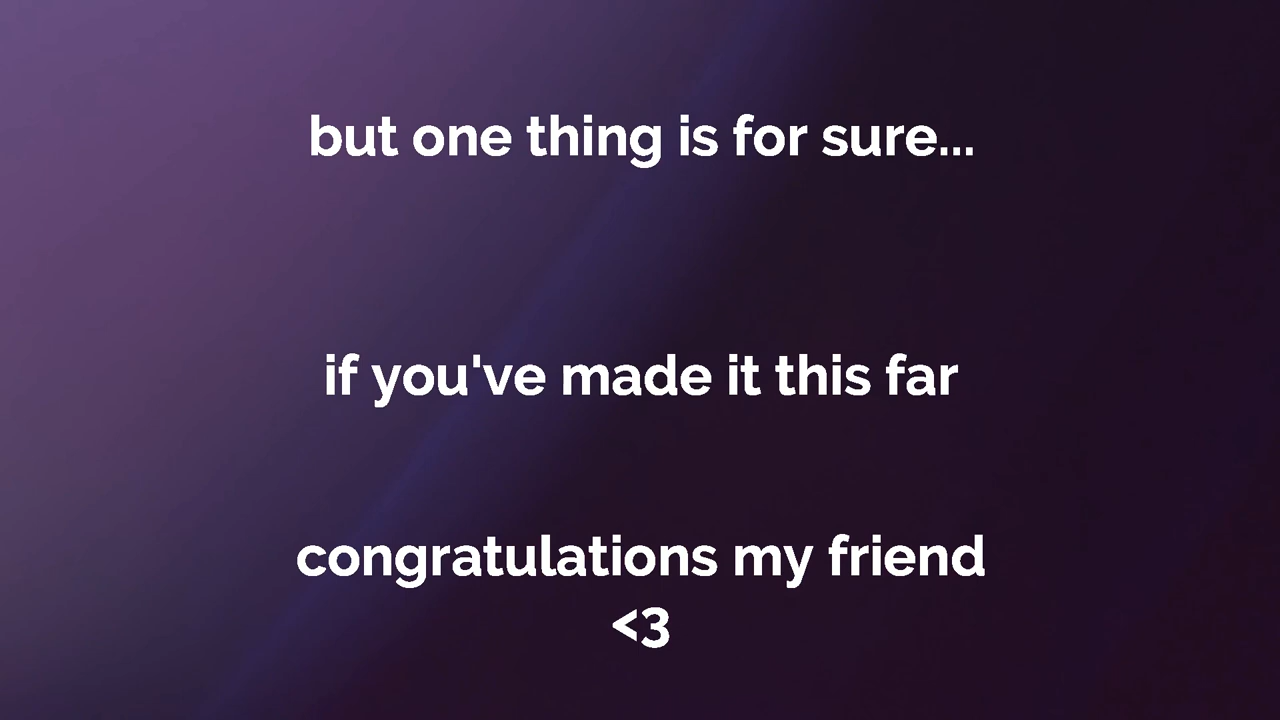 but one thing is for sure...
if you've made it this far
congratulations my friend
<3